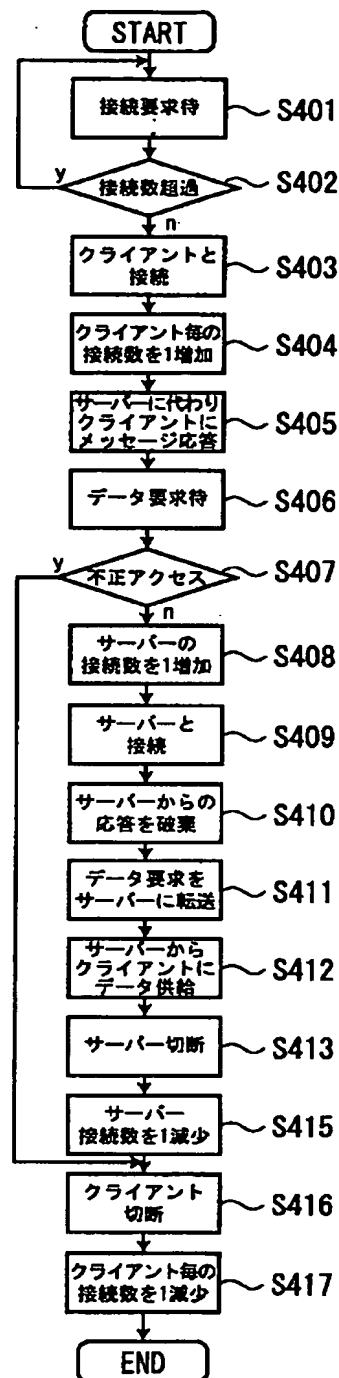 START
接続要求待
S401
y
接続数超過
S402
n
クライアントと
接続
S403
クライアント毎の
接続数を1増加
S404
サーバーに代わり
クライアントに
メッセージ応答
S405
データ要求待
S406
y
不正アクセス
S407
n
サーバーの
接続数を1増加
S408
サーバーと
接続
S409
サーバーからの
応答を破棄
S410
データ要求を
サーバーに転送
S411
サーバーから
クライアントに
データ供給
S412
サーバー切断
S413
サーバー
接続数を1減少
S415
クライアント
切断
S416
クライアント毎の
接続数を1減少
S417
END